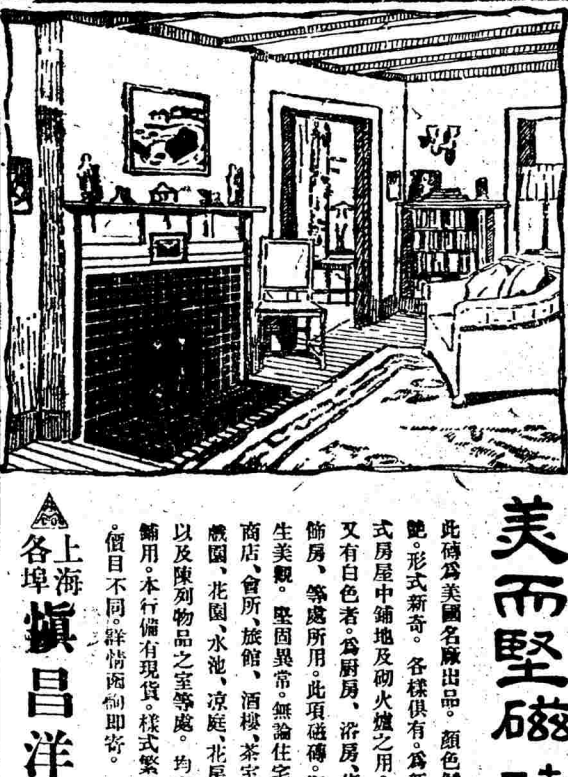 美而堅磁
此磚爲美國名廠出品。顏色鮮
艷。形式新奇。各樣俱有。爲
式房屋中鋪地及砌火爐之用。
又有白色者。爲厨房、浴房、
飾房、等處所用。此項磁磚。
生美觀。堅固異常。無論住宅
商店、會所、旅館、酒樓、茶室
戲園、花園、水池、凉庭、花房
以及陳列物品之室等處。均
鋪用。本行備有現貨。樣式繁
。價目不同。詳情函詢即寄。
上海
各埠
愼昌洋